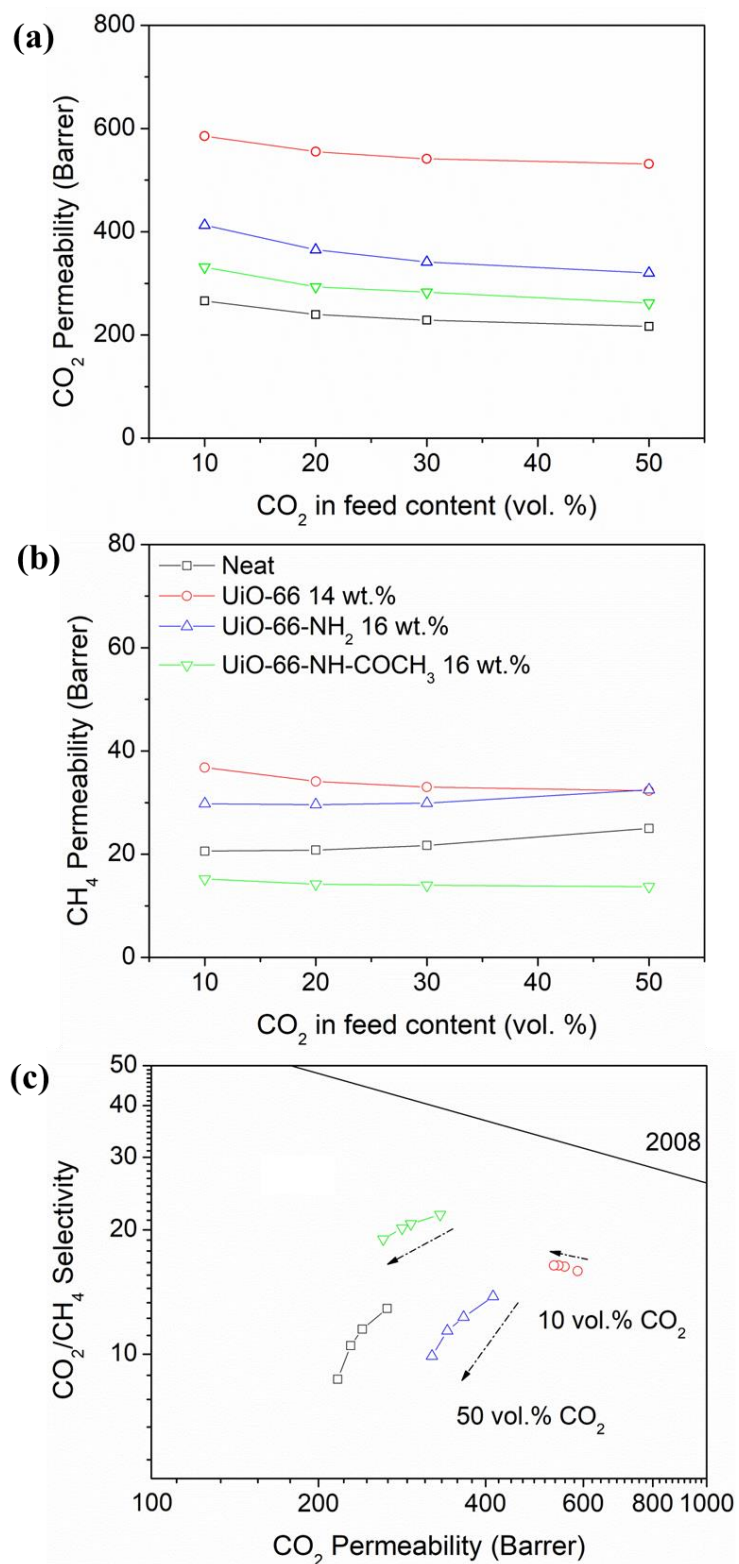 (a)
800
600
400
200
0
CO₂ Permeability (Barrer)
10 20 30 40 50
CO₂ in feed content (vol. %)
(b)
80
60
40
20
0
CH₄ Permeability (Barrer)
Neat
UiO-66 14 wt.%
UiO-66-NH₂ 16 wt.%
UiO-66-NH-COCH₃ 16 wt.%
10 20 30 40 50
CO₂ in feed content (vol. %)
(c)
50
40
30
20
10
CO₂/CH₄ Selectivity
2008
10 vol.% CO₂
50 vol.% CO₂
100 200 400 600 1000
CO₂ Permeability (Barrer)